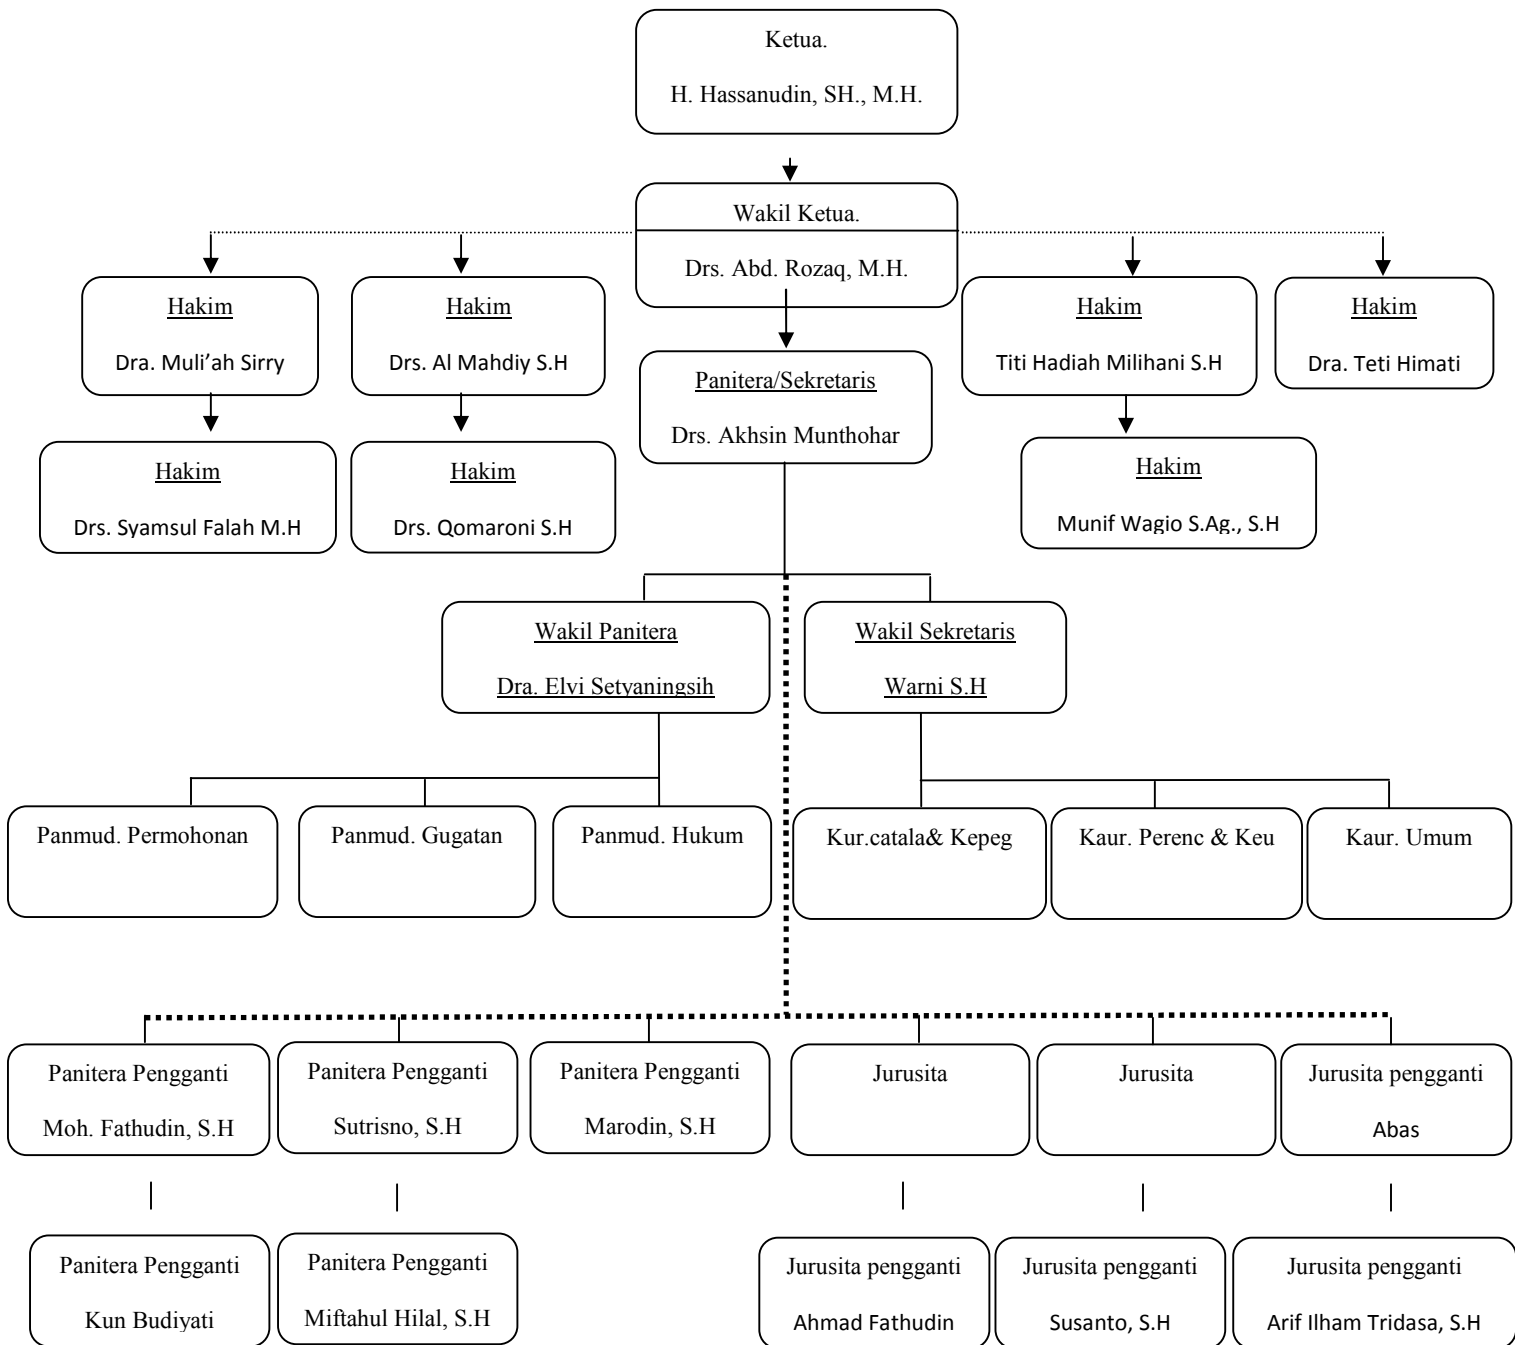 Ketua.
H. Hassanudin, SH., M.H.
Wakil Ketua.
Drs. Abd. Rozaq, M.H.
Hakim
Dra. Muli’ah Sirry
Hakim
Drs. Al Mahdiy S.H
Hakim
Titi Hadiah Milihani S.H
Hakim
Dra. Teti Himati
Panitera/Sekretaris
Drs. Akhsin Munthohar
Hakim
Drs. Syamsul Falah M.H
Hakim
Drs. Qomaroni S.H
Hakim
Munif Wagio S.Ag., S.H
Wakil Panitera
Dra. Elvi Setyaningsih
Wakil Sekretaris
Warni S.H
Panmud. Permohonan
Panmud. Gugatan
Panmud. Hukum
Kur.catala& Kepeg
Kaur. Perenc & Keu
Kaur. Umum
Panitera Pengganti
Moh. Fathudin, S.H
Panitera Pengganti
Sutrisno, S.H
Panitera Pengganti
Marodin, S.H
Jurusita
Jurusita
Jurusita pengganti
Abas
Panitera Pengganti
Kun Budiyati
Panitera Pengganti
Miftahul Hilal, S.H
Jurusita pengganti
Ahmad Fathudin
Jurusita pengganti
Susanto, S.H
Jurusita pengganti
Arif Ilham Tridasa, S.H